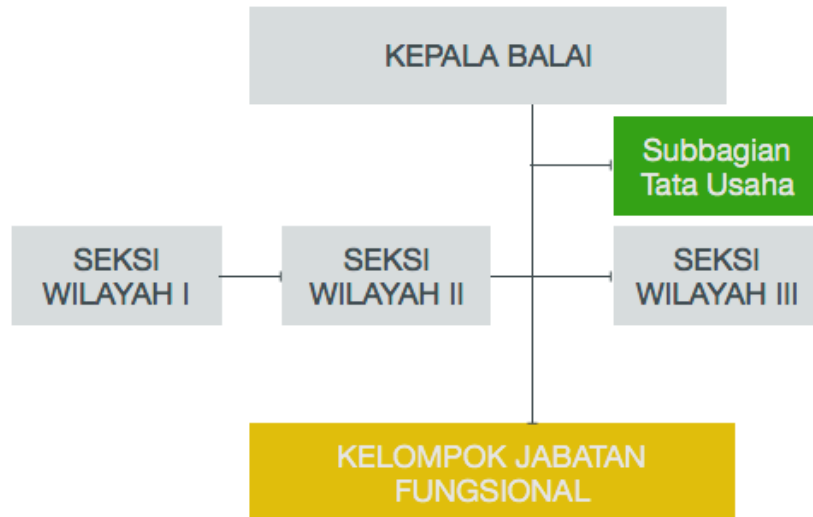 KEPALA BALAI
Subbagian
Tata Usaha
SEKSI
WILAYAH I
SEKSI
WILAYAH II
SEKSI
WILAYAH III
KELOMPOK JABATAN
FUNGSIONAL